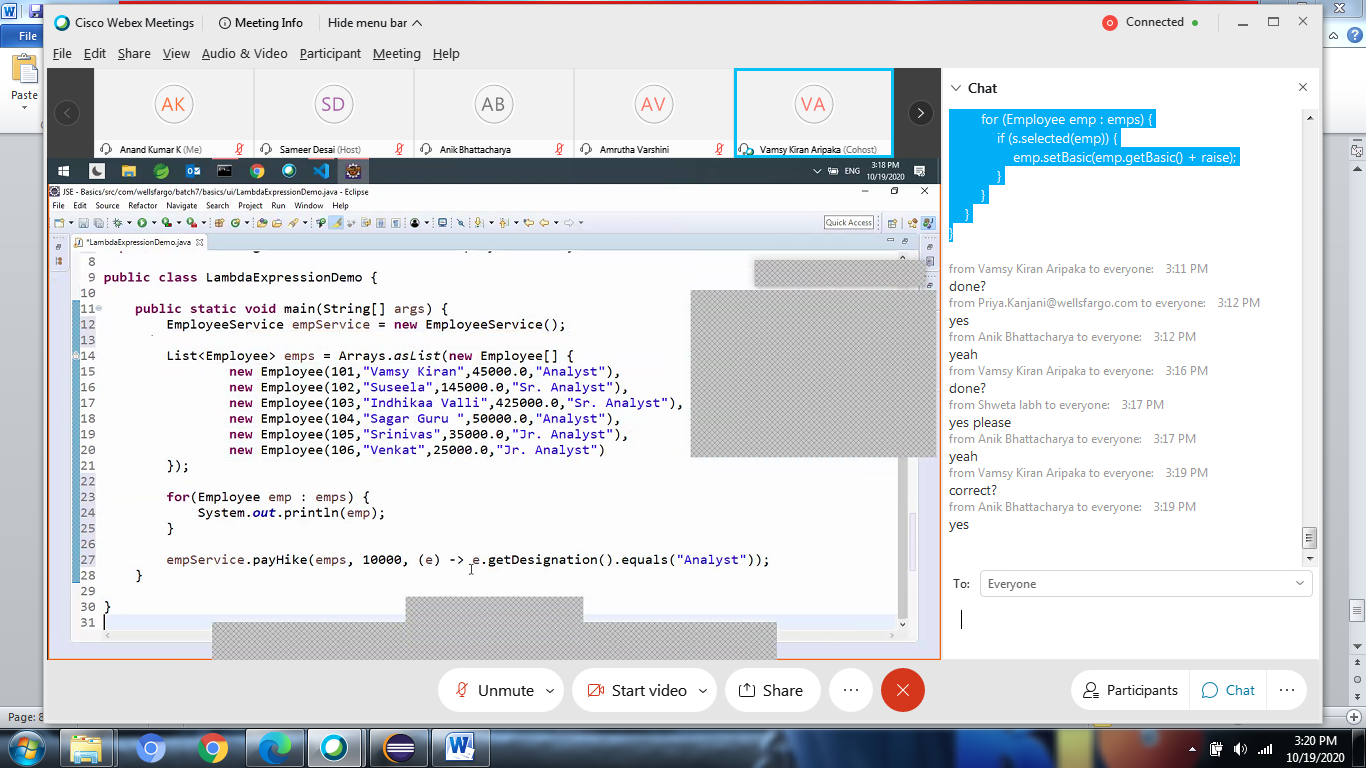 File
Paste
Page: 8
Cisco Webex Meetings
Meeting Info
Hide menu bar
Connected
File Edit Share View Audio & Video Participant Meeting Help
AK
SD
AB
AV
VA
Anand Kumar K (Me)
Sameer Desai (Host)
Anik Bhattacharya
Amrutha Varshini
Vamsy Kiran Aripaka (Cohost)
ENG
3:18 PM
10/19/2020
JSE - Basics/src/com/wellsfargo/batch7/basics/ui/LambdaExpressionDemo.java - Eclipse
File Edit Source Refactor Navigate Search Project Run Window Help
Quick Access
*LambdaExpressionDemo.java
8
9 public class LambdaExpressionDemo {
10
11 public static void main(String[] args) {
12 EmployeeService empService = new EmployeeService();
13
14 List<Employee> emps = Arrays.asList(new Employee[] {
15 new Employee(101,"Vamsy Kiran",45000.0,"Analyst"),
16 new Employee(102,"Suseela",145000.0,"Sr. Analyst"),
17 new Employee(103,"Indhikaa Valli",425000.0,"Sr. Analyst"),
18 new Employee(104,"Sagar Guru ",50000.0,"Analyst"),
19 new Employee(105,"Srinivas",35000.0,"Jr. Analyst"),
20 new Employee(106,"Venkat",25000.0,"Jr. Analyst")
21 });
22
23 for(Employee emp : emps) {
24 System.out.println(emp);
25 }
26
27 empService.payHike(emps, 10000, (e) -> e.getDesignation().equals("Analyst"));
28 }
29
30 }
31
Chat
for (Employee emp : emps) {
if (s.selected(emp)) {
emp.setBasic(emp.getBasic() + raise);
}
}
}
}
from Vamsy Kiran Aripaka to everyone: 3:11 PM
done?
from Priya.Kanjani@wellsfargo.com to everyone: 3:12 PM
yes
from Anik Bhattacharya to everyone: 3:12 PM
yeah
from Vamsy Kiran Aripaka to everyone: 3:16 PM
done?
from Shweta labh to everyone: 3:17 PM
yes please
from Anik Bhattacharya to everyone: 3:17 PM
yeah
from Vamsy Kiran Aripaka to everyone: 3:19 PM
correct?
from Anik Bhattacharya to everyone: 3:19 PM
yes
To: Everyone
Unmute
Start video
Share
Participants
Chat
3:20 PM
10/19/2020